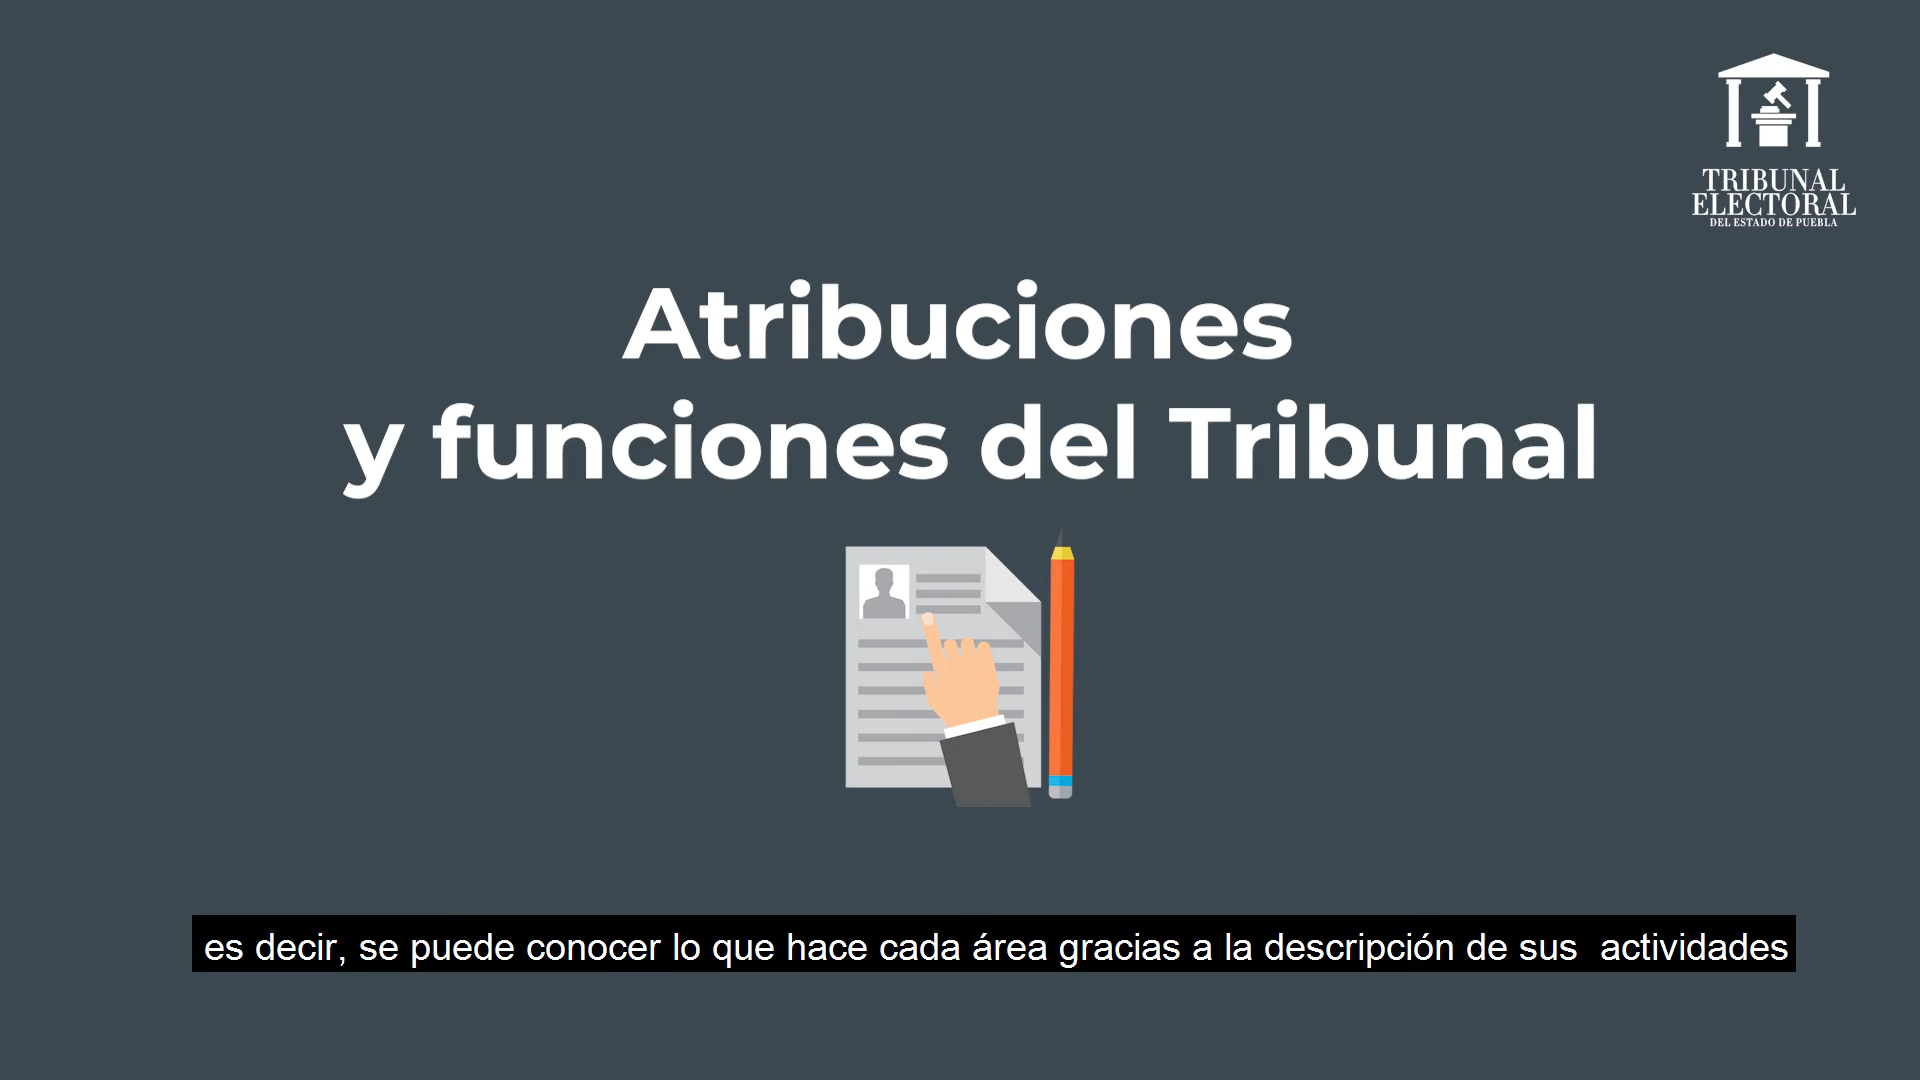 TRIBUNAL
ELECTORAL
DEL ESTADO DE PUEBLA
Atribuciones
y funciones del Tribunal
es decir, se puede conocer lo que hace cada área gracias a la descripción de sus  actividades